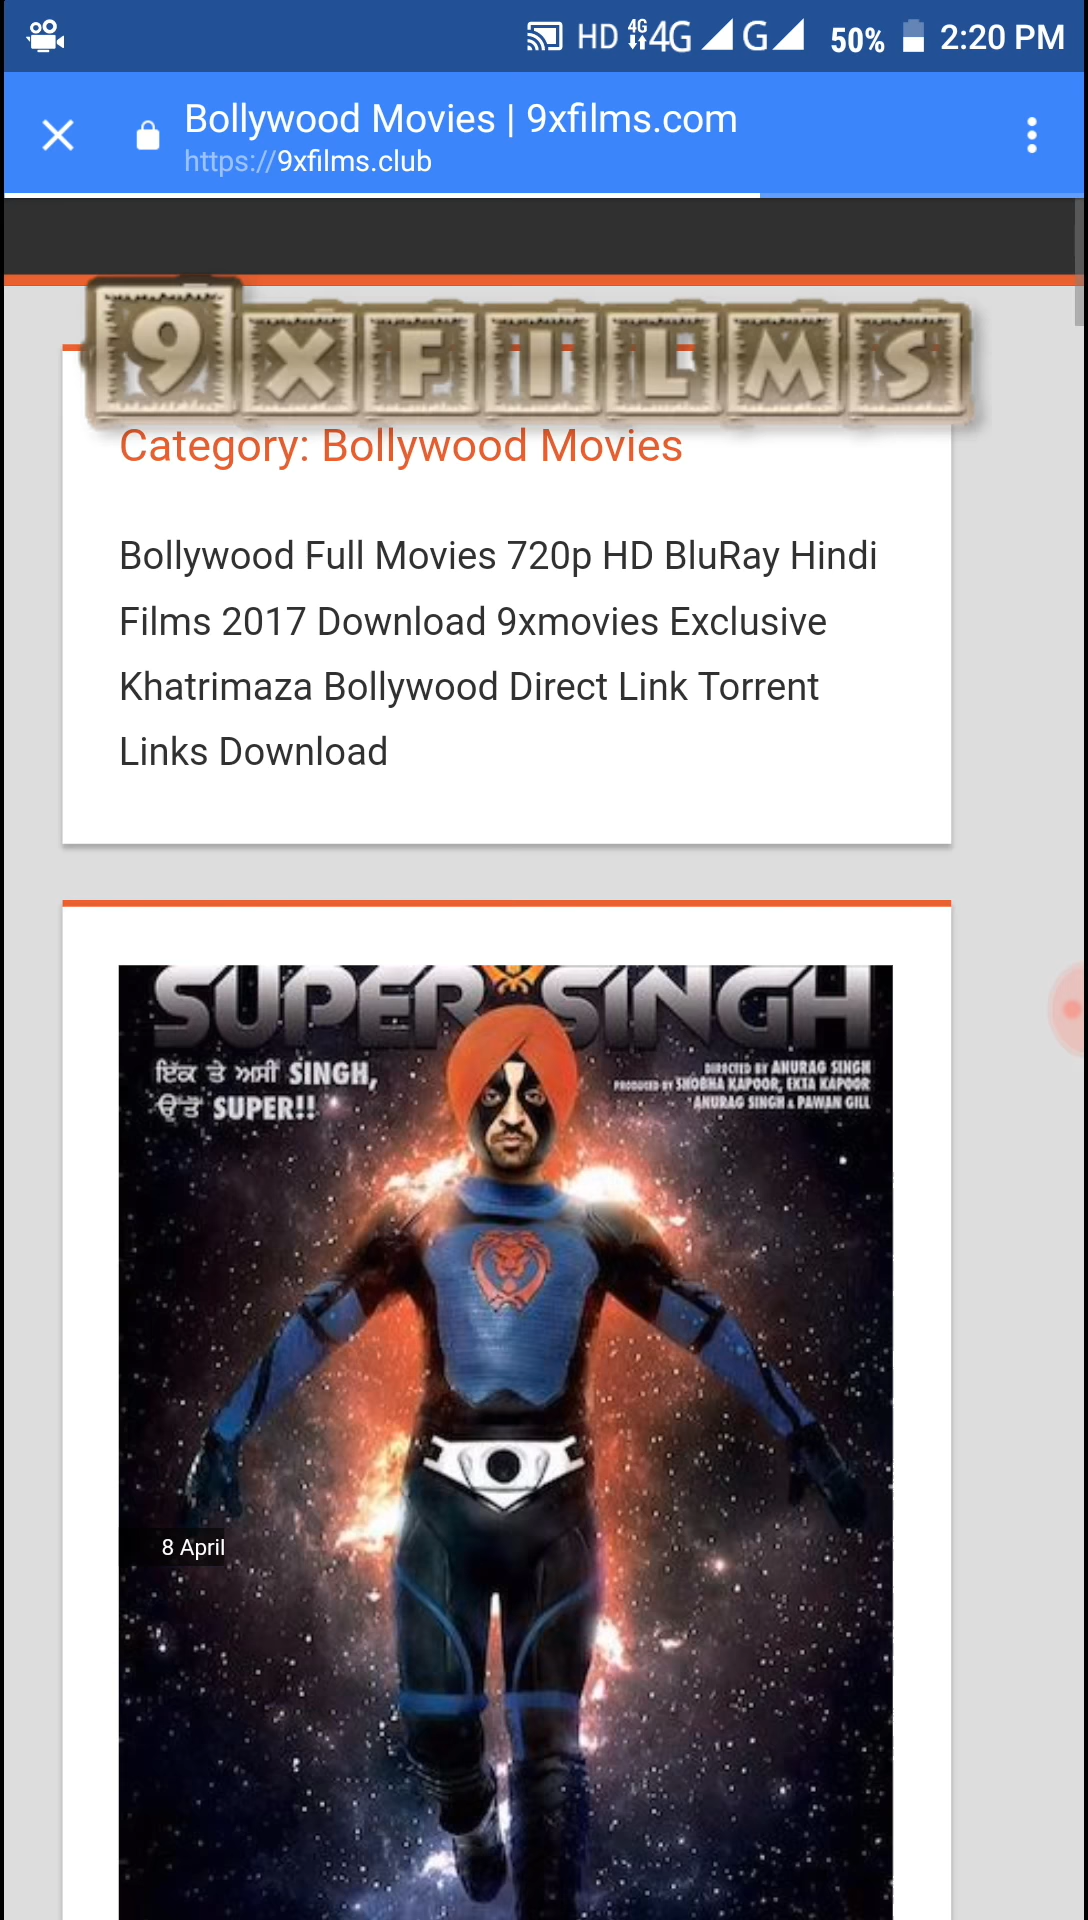 HD 4G 4G G 50% 2:20 PM
Bollywood Movies | 9xfilms.com
https://9xfilms.club
9XFILMS
Category: Bollywood Movies
Bollywood Full Movies 720p HD BluRay Hindi
Films 2017 Download 9xmovies Exclusive
Khatrimaza Bollywood Direct Link Torrent
Links Download
SUPER SINGH
ਇੱਕ ਤੇ ਅਸੀਂ SINGH,
ਉੱਤੋਂ SUPER!!
DIRECTED BY ANURAG SINGH
PRODUCED BY SHOBHA KAPOOR, EKTA KAPOOR
ANURAG SINGH & PAWAN GILL
8 April